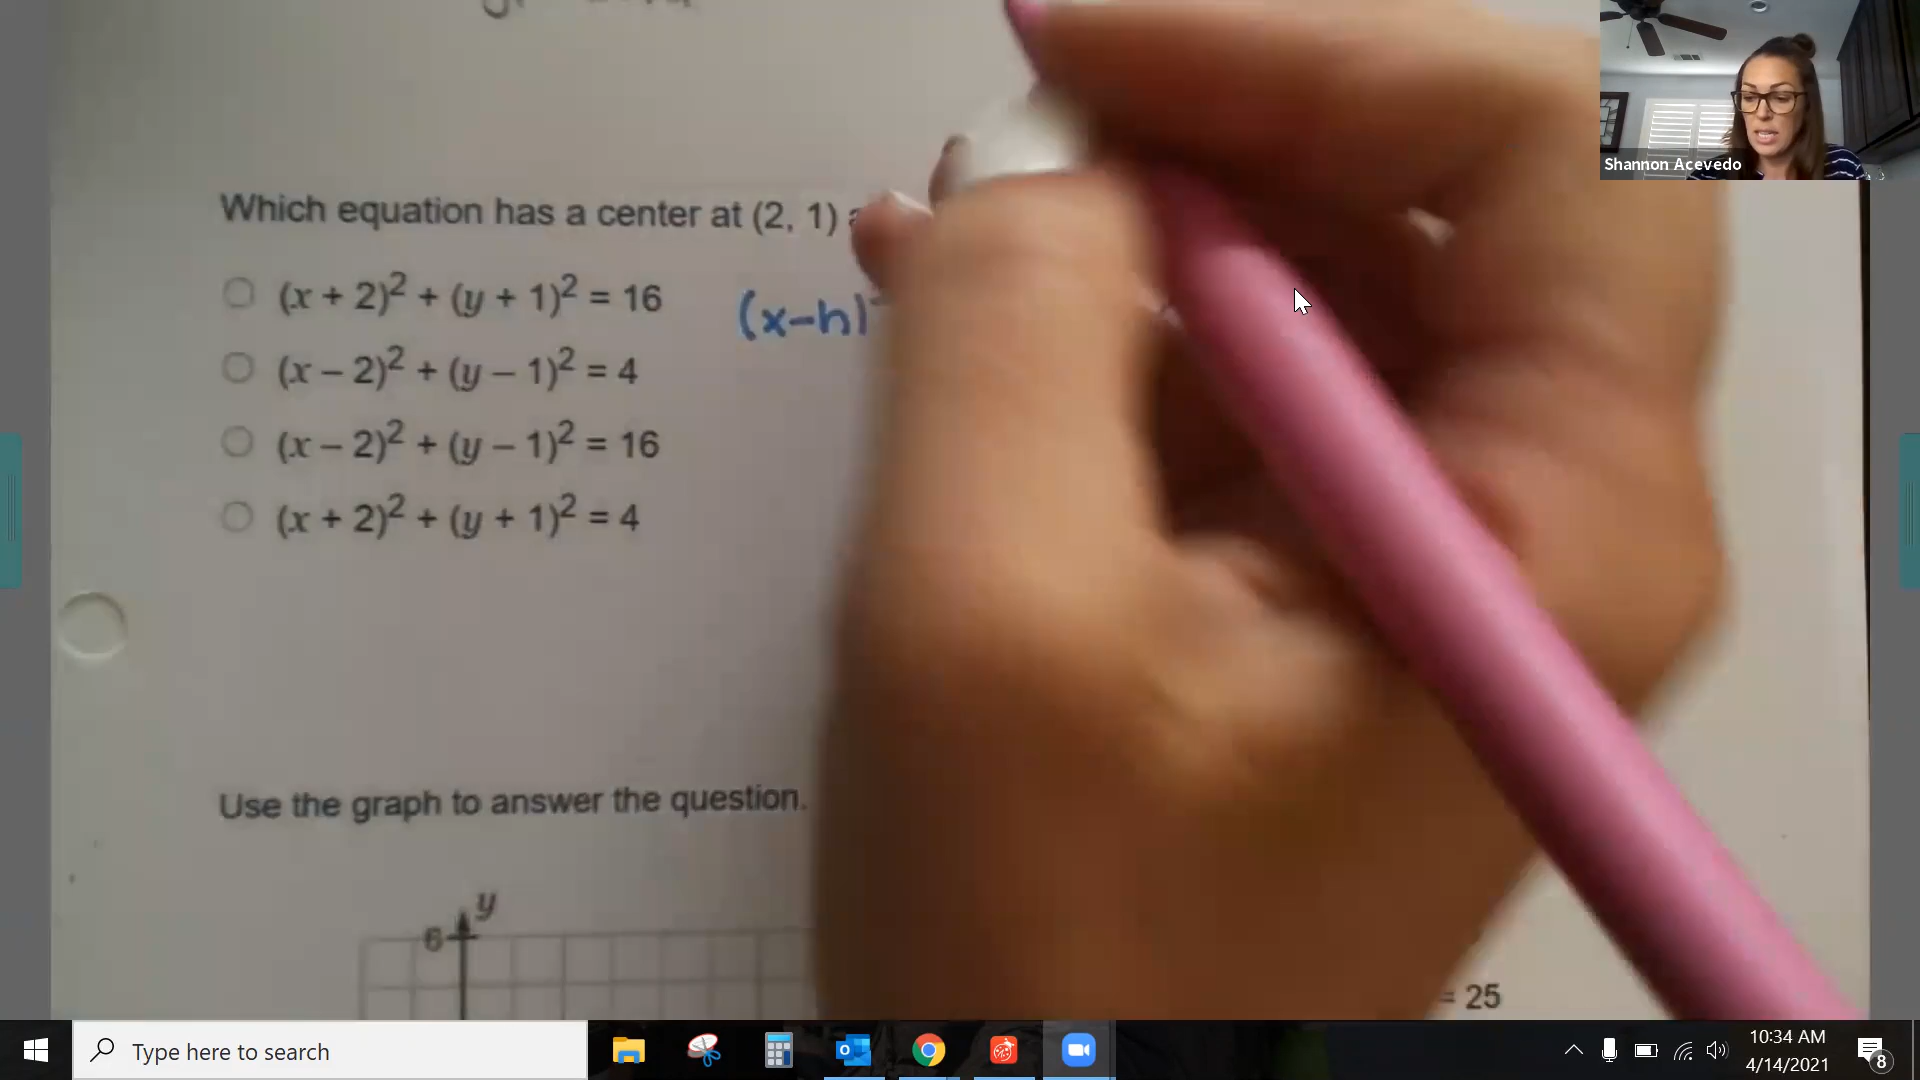 Shannon Acevedo
Which equation has a center at (2, 1)
(x + 2)² + (y + 1)² = 16
(x – 2)² + (y – 1)² = 4
(x – 2)² + (y – 1)² = 16
(x + 2)² + (y + 1)² = 4
(x-h)
Use the graph to answer the question.
y
6
= 25
Type here to search
10:34 AM
4/14/2021
8